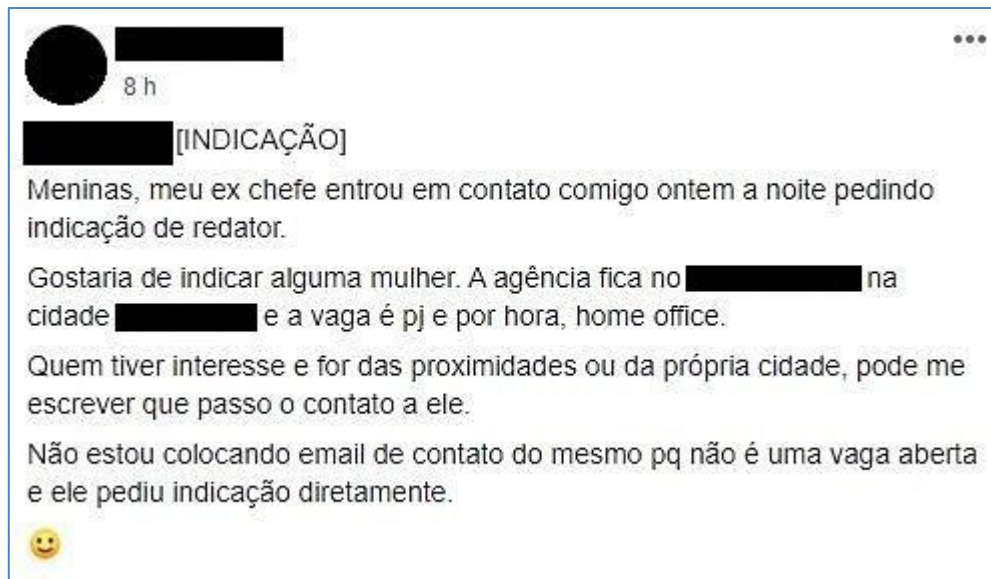 8 h
[INDICAÇÃO]
Meninas, meu ex chefe entrou em contato comigo ontem a noite pedindo
indicação de redator.
Gostaria de indicar alguma mulher. A agência fica no na
cidade e a vaga é pj e por hora, home office.
Quem tiver interesse e for das proximidades ou da própria cidade, pode me
escrever que passo o contato a ele.
Não estou colocando email de contato do mesmo pq não é uma vaga aberta
e ele pediu indicação diretamente.